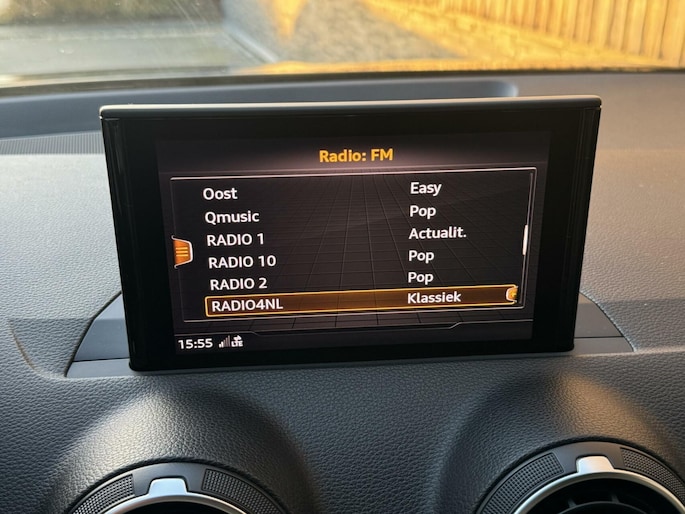 Radio: FM
Oost Easy
Qmusic Pop
RADIO 1 Actualit.
RADIO 10 Pop
RADIO 2 Pop
RADIO4NL Klassiek
15:55 LTE